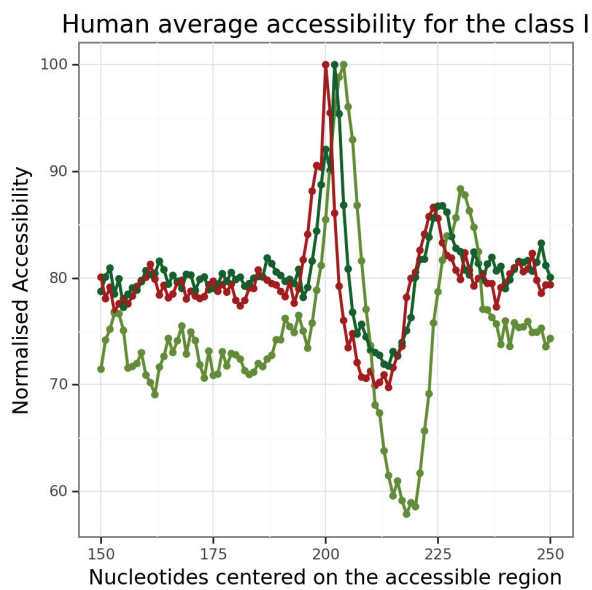 Human average accessibility for the class I
Normalised Accessibility
100
90
80
70
60
150 175 200 225 250
Nucleotides centered on the accessible region